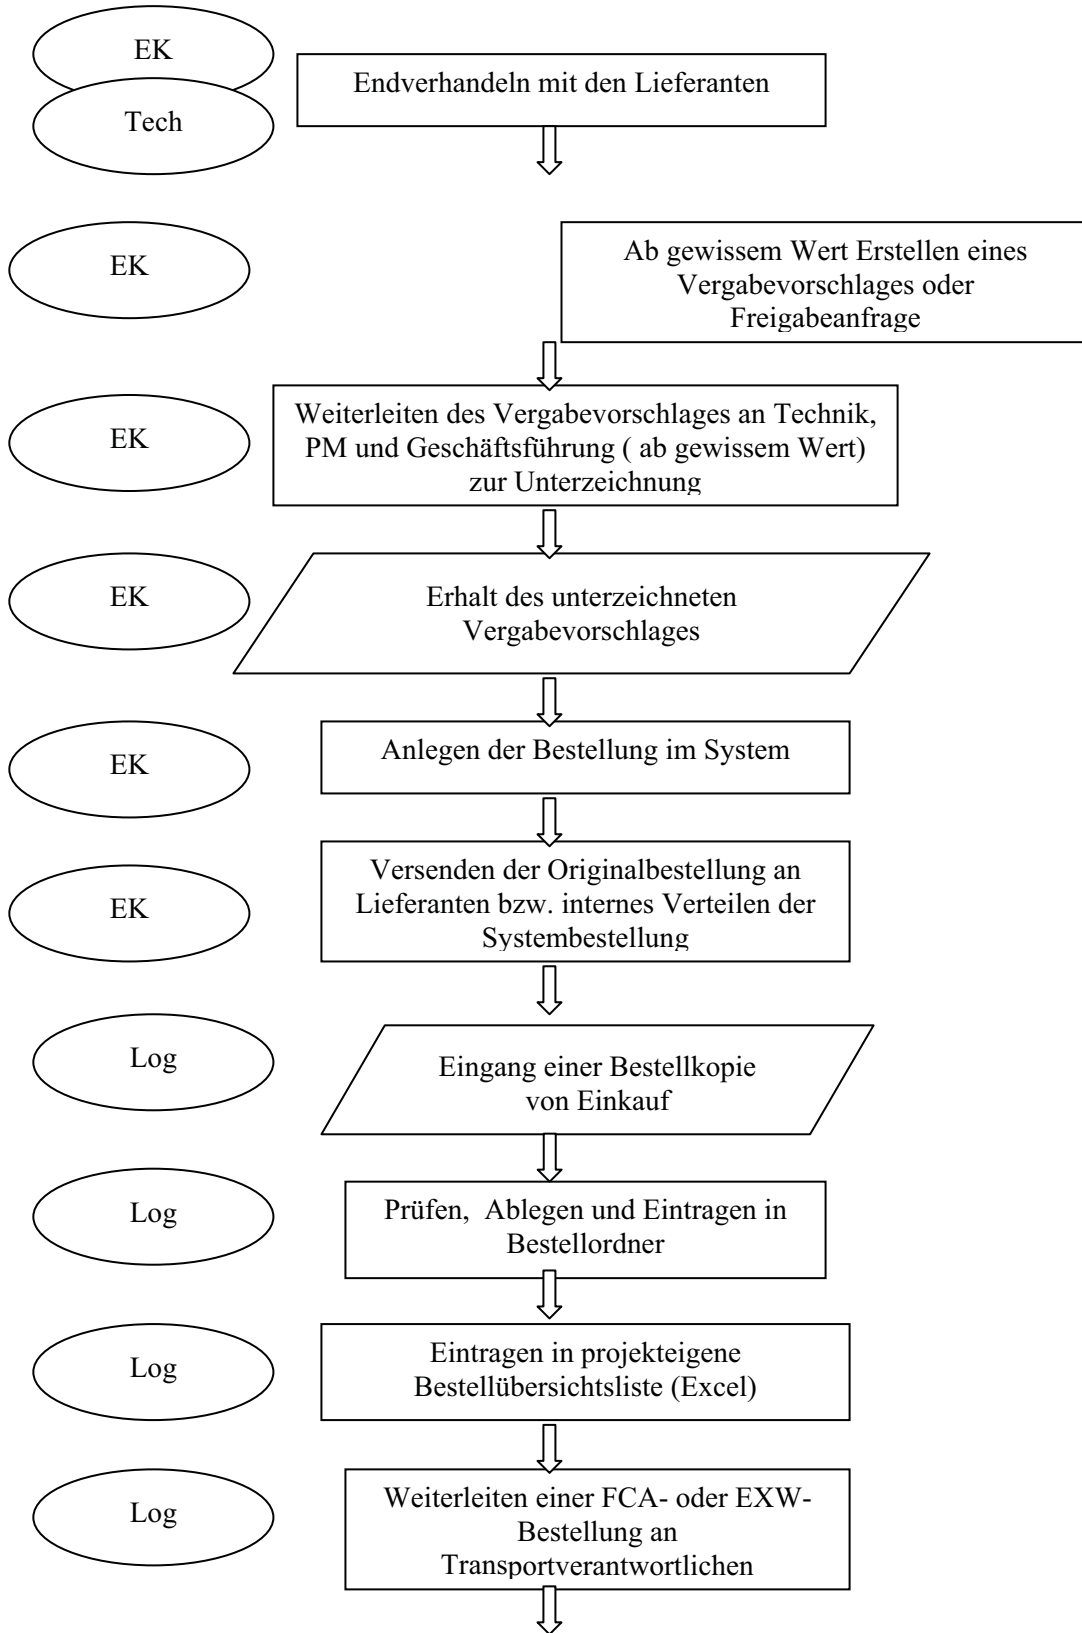 EK
Tech
Endverhandeln mit den Lieferanten
EK
Ab gewissem Wert Erstellen eines
Vergabevorschlages oder
Freigabeanfrage
EK
Weiterleiten des Vergabevorschlages an Technik,
PM und Geschäftsführung ( ab gewissem Wert)
zur Unterzeichnung
EK
Erhalt des unterzeichneten
Vergabevorschlages
EK
Anlegen der Bestellung im System
EK
Versenden der Originalbestellung an
Lieferanten bzw. internes Verteilen der
Systembestellung
Log
Eingang einer Bestellkopie
von Einkauf
Log
Prüfen,  Ablegen und Eintragen in
Bestellordner
Log
Eintragen in projekteigene
Bestellübersichtsliste (Excel)
Log
Weiterleiten einer FCA- oder EXW-
Bestellung an
Transportverantwortlichen